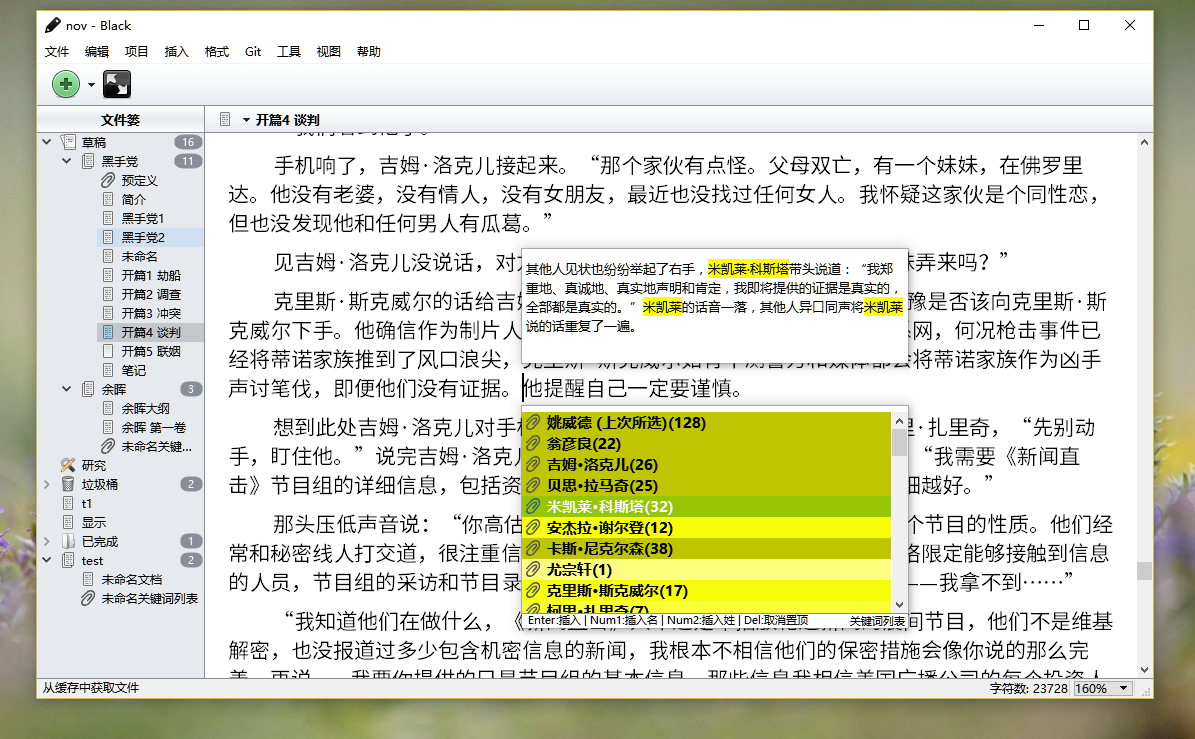 nov - Black
文件 编辑 项目 插入 格式 Git 工具 视图 帮助
文件签
开篇4 谈判
草稿 16
黑手党 11
预定义
简介
黑手党1
黑手党2
未命名
开篇1 劫船
开篇2 调查
开篇3 冲突
开篇4 谈判
开篇5 联姻
笔记
余晖 3
余晖大纲
余晖 第一卷
未命名关键...
研究
垃圾桶 2
t1
显示
已完成 1
test 2
未命名文档
未命名关键词列表
手机响了，吉姆·洛克儿接起来。“那个家伙有点怪。父母双亡，有一个妹妹，在佛罗里
达。他没有老婆，没有情人，没有女朋友，最近也没找过任何女人。我怀疑这家伙是个同性恋，
但也没发现他和任何男人有瓜葛。”
见吉姆·洛克儿没说话，对方 妹弄来吗？”
克里斯·斯克威尔的话给吉姆 豫是否该向克里斯·斯
克威尔下手。他确信作为制片人 网，何况枪击事件已
经将蒂诺家族推到了风口浪尖， 会将蒂诺家族作为凶手
声讨笔伐，即便他们没有证据。他提醒自己一定要谨慎。
想到此处吉姆·洛克儿对手机 里·扎里奇，“先别动
手，盯住他。”说完吉姆·洛克儿 “我需要《新闻直
击》节目组的详细信息，包括资 细越好。”
那头压低声音说：“你高估 个节目的性质。他们经
常和秘密线人打交道，很注重信 格限定能够接触到信息
的人员，节目组的采访和节目录 ——我拿不到……”
“我知道他们在做什么， 节目，他们不是维基
解密，也没报道过多少包含机密信息的新闻，我根本不相信他们的保密措施会像你说的那么完
其他人见状也纷纷举起了右手，米凯莱·科斯塔带头说道：“我郑
重地、真诚地、真实地声明和肯定，我即将提供的证据是真实的，
全部都是真实的。”米凯莱的话音一落，其他人异口同声将米凯莱
说的话重复了一遍。
姚威德 (上次所选)(128)
翁彦良(22)
吉姆•洛克儿(26)
贝思•拉马奇(25)
米凯莱•科斯塔(32)
安杰拉•谢尔登(12)
卡斯•尼克尔森(38)
尤宗轩(1)
克里斯•斯克威尔(17)
柯里•扎里奇(7)
Enter:插入 | Num1:插入名 | Num2:插入姓 | Del:取消置顶 关键词列表
从缓存中获取文件 字符数: 23728 160%